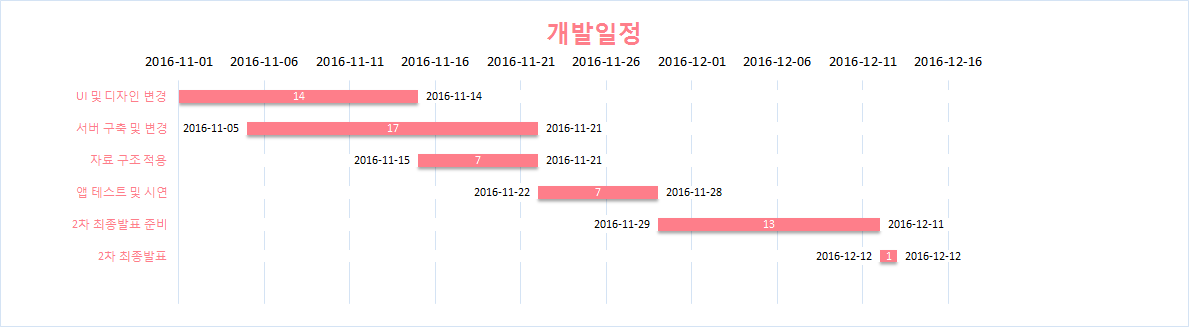 개발일정
2016-11-01 2016-11-06 2016-11-11 2016-11-16 2016-11-21 2016-11-26 2016-12-01 2016-12-06 2016-12-11 2016-12-16
UI 및 디자인 변경 14 2016-11-14
서버 구축 및 변경 2016-11-05 17 2016-11-21
자료 구조 적용 2016-11-15 7 2016-11-21
앱 테스트 및 시연 2016-11-22 7 2016-11-28
2차 최종발표 준비 2016-11-29 13 2016-12-11
2차 최종발표 2016-12-12 1 2016-12-12